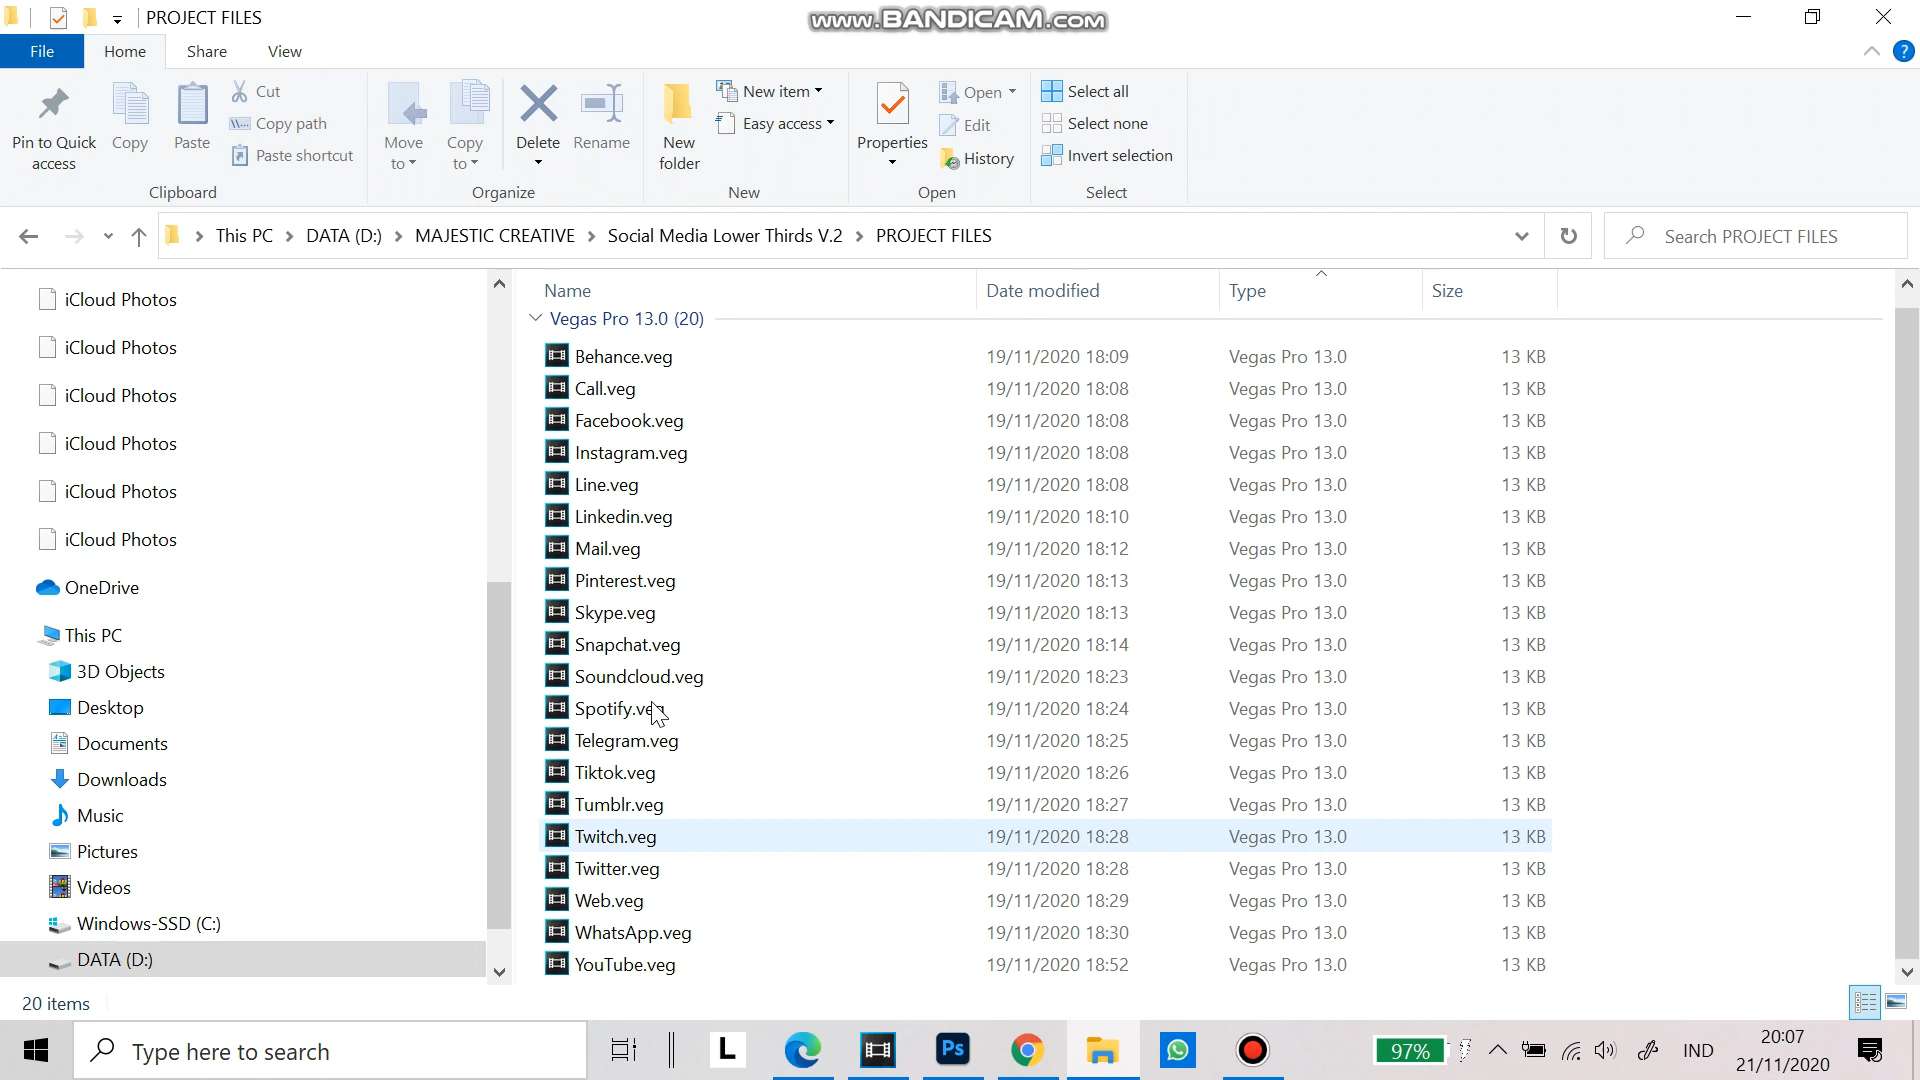 PROJECT FILES
www.BANDICAM.com
File
Home
Share
View
Pin to Quick
access
Copy
Paste
Cut
Copy path
Paste shortcut
Clipboard
Move
to
Copy
to
Delete
Rename
Organize
New
folder
New item
Easy access
New
Properties
Open
Edit
History
Open
Select all
Select none
Invert selection
Select
This PC
DATA (D:)
MAJESTIC CREATIVE
Social Media Lower Thirds V.2
PROJECT FILES
Search PROJECT FILES
iCloud Photos
iCloud Photos
iCloud Photos
iCloud Photos
iCloud Photos
iCloud Photos
OneDrive
This PC
3D Objects
Desktop
Documents
Downloads
Music
Pictures
Videos
Windows-SSD (C:)
DATA (D:)
Name Date modified Type Size
Vegas Pro 13.0 (20)
Behance.veg 19/11/2020 18:09 Vegas Pro 13.0 13 KB
Call.veg 19/11/2020 18:08 Vegas Pro 13.0 13 KB
Facebook.veg 19/11/2020 18:08 Vegas Pro 13.0 13 KB
Instagram.veg 19/11/2020 18:08 Vegas Pro 13.0 13 KB
Line.veg 19/11/2020 18:08 Vegas Pro 13.0 13 KB
Linkedin.veg 19/11/2020 18:10 Vegas Pro 13.0 13 KB
Mail.veg 19/11/2020 18:12 Vegas Pro 13.0 13 KB
Pinterest.veg 19/11/2020 18:13 Vegas Pro 13.0 13 KB
Skype.veg 19/11/2020 18:13 Vegas Pro 13.0 13 KB
Snapchat.veg 19/11/2020 18:14 Vegas Pro 13.0 13 KB
Soundcloud.veg 19/11/2020 18:23 Vegas Pro 13.0 13 KB
Spotify.veg 19/11/2020 18:24 Vegas Pro 13.0 13 KB
Telegram.veg 19/11/2020 18:25 Vegas Pro 13.0 13 KB
Tiktok.veg 19/11/2020 18:26 Vegas Pro 13.0 13 KB
Tumblr.veg 19/11/2020 18:27 Vegas Pro 13.0 13 KB
Twitch.veg 19/11/2020 18:28 Vegas Pro 13.0 13 KB
Twitter.veg 19/11/2020 18:28 Vegas Pro 13.0 13 KB
Web.veg 19/11/2020 18:29 Vegas Pro 13.0 13 KB
WhatsApp.veg 19/11/2020 18:30 Vegas Pro 13.0 13 KB
YouTube.veg 19/11/2020 18:52 Vegas Pro 13.0 13 KB
20 items
Type here to search
L
Ps
97%
IND
20:07
21/11/2020